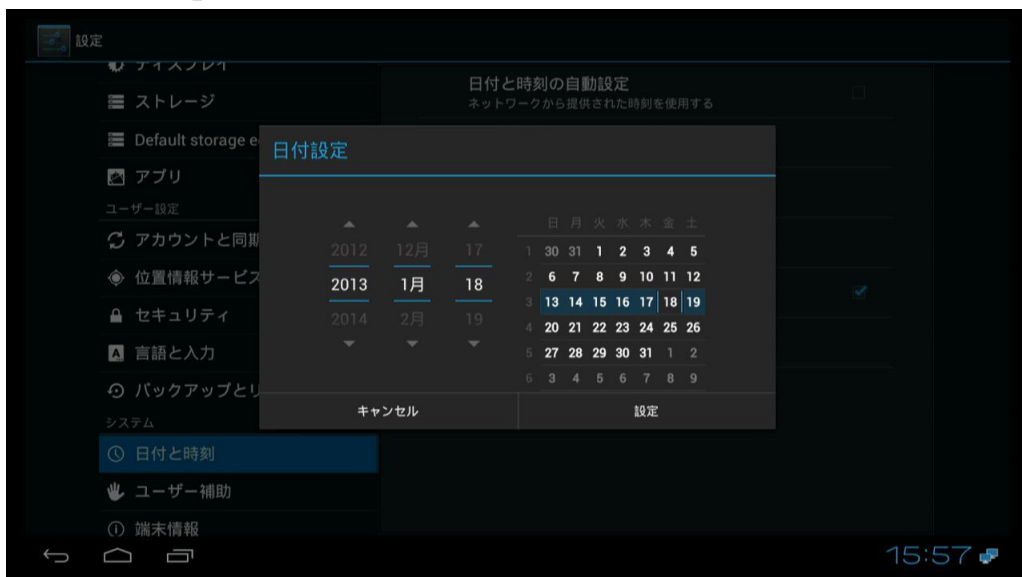 設定
ディスプレイ
ストレージ
Default storage e
アプリ
ユーザー設定
アカウントと同期
位置情報サービス
セキュリティ
言語と入力
バックアップとリ
システム
日付と時刻
ユーザー補助
端末情報
日付と時刻の自動設定
ネットワークから提供された時刻を使用する
日付設定
2012 12月 17
2013 1月 18
2014 2月 19
日 月 火 水 木 金 土
1 30 31 1 2 3 4 5
2 6 7 8 9 10 11 12
3 13 14 15 16 17 18 19
4 20 21 22 23 24 25 26
5 27 28 29 30 31 1 2
6 3 4 5 6 7 8 9
キャンセル 設定
15:57